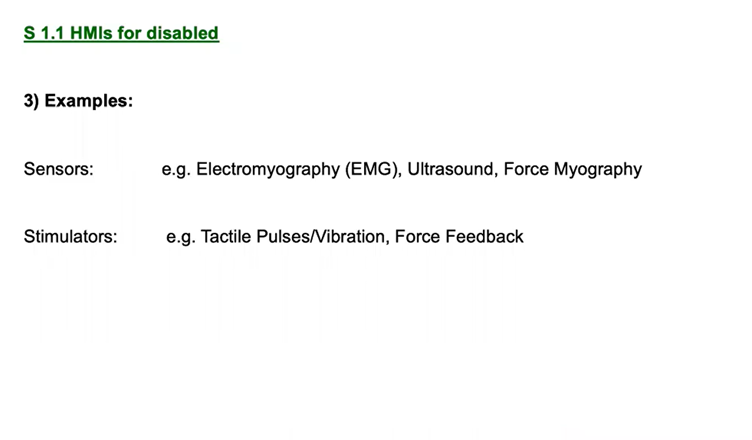 S 1.1 HMIs for disabled
3) Examples:
Sensors: e.g. Electromyography (EMG), Ultrasound, Force Myography
Stimulators: e.g. Tactile Pulses/Vibration, Force Feedback